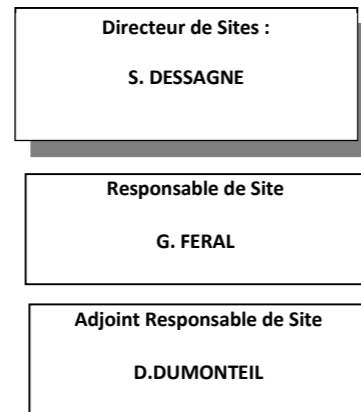 Directeur de Sites :
S. DESSAGNE
Responsable de Site
G. FERAL
Adjoint Responsable de Site
D.DUMONTEIL